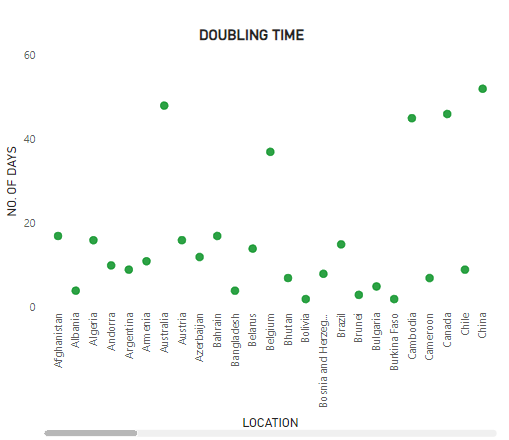 DOUBLING TIME
60
40
20
0
NO. OF DAYS
Afghanistan
Albania
Algeria
Andorra
Argentina
Armenia
Australia
Austria
Azerbaijan
Bahrain
Bangladesh
Belarus
Belgium
Bhutan
Bolivia
Bosnia and Herzeg...
Brazil
Brunei
Bulgaria
Burkina Faso
Cambodia
Cameroon
Canada
Chile
China
LOCATION